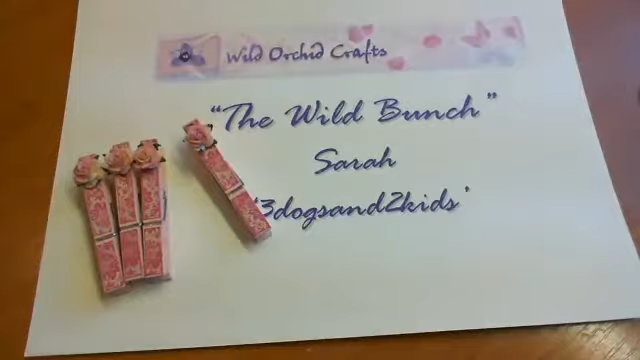 Wild Orchid Crafts
"The Wild Bunch"
Sarah
'3dogsand2kids'